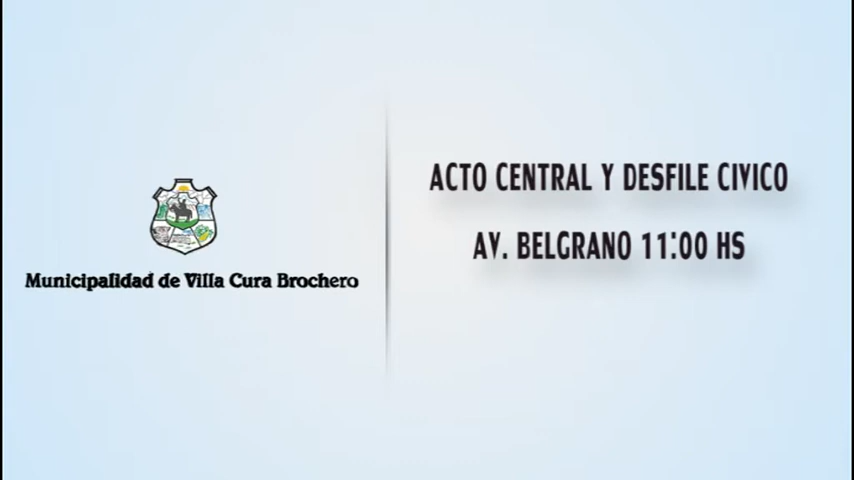 Municipalidad de Villa Cura Brochero
ACTO CENTRAL Y DESFILE CIVICO
AV. BELGRANO 11:00 HS